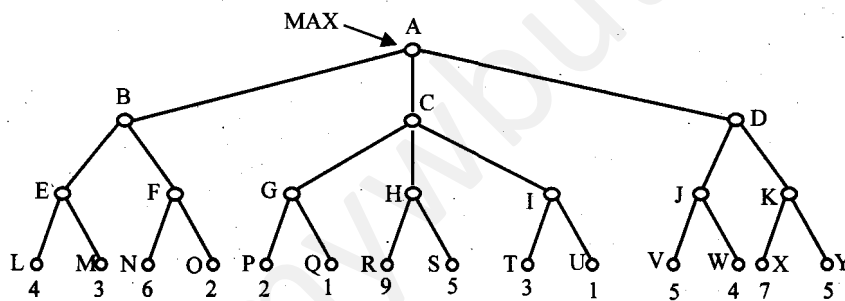 MAX A
B C D
E F G H I J K
L M N O P Q R S T U V W X Y
4 3 6 2 2 1 9 5 3 1 5 4 7 5